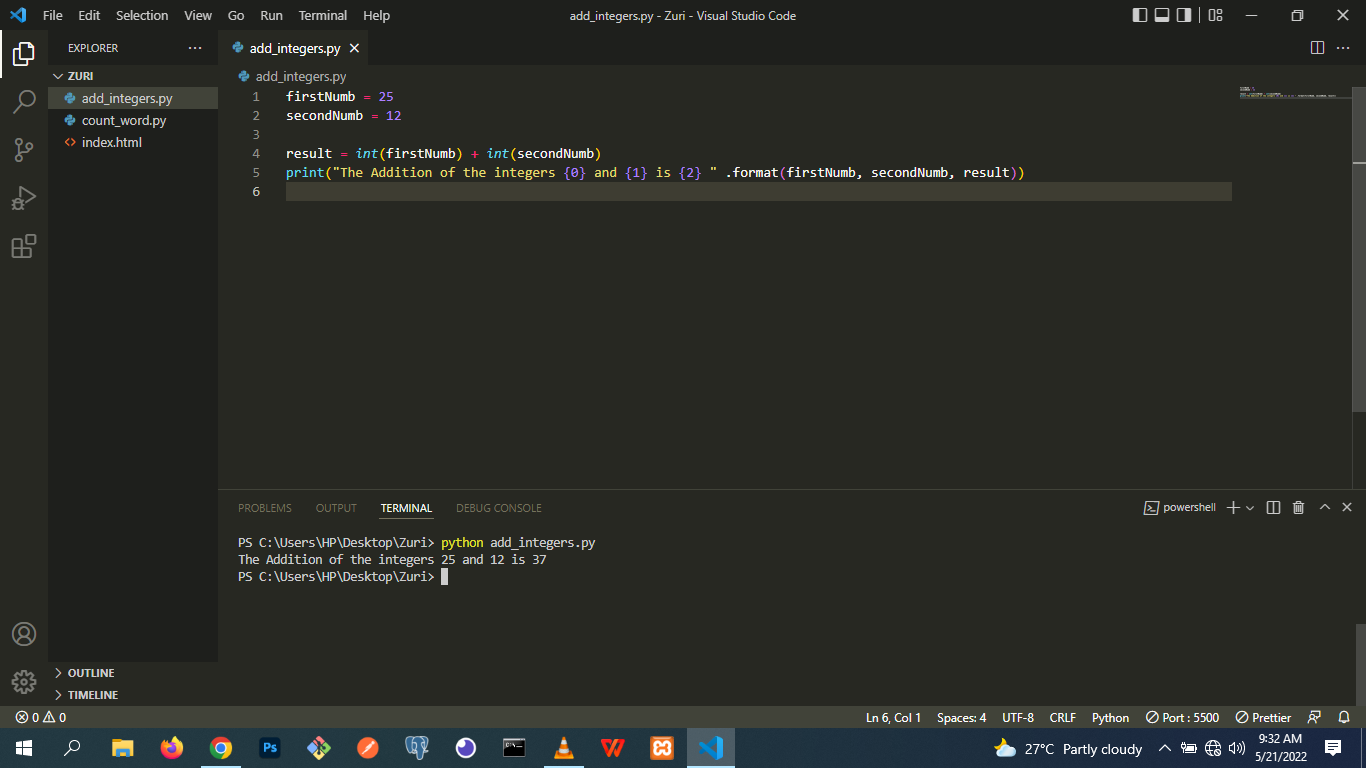 File Edit Selection View Go Run Terminal Help
add_integers.py - Zuri - Visual Studio Code
EXPLORER
ZURI
add_integers.py
count_word.py
index.html
OUTLINE
TIMELINE
add_integers.py
add_integers.py
1 firstNumb = 25
2 secondNumb = 12
3
4 result = int(firstNumb) + int(secondNumb)
5 print("The Addition of the integers {0} and {1} is {2} " .format(firstNumb, secondNumb, result))
6
PROBLEMS OUTPUT TERMINAL DEBUG CONSOLE
powershell
PS C:\Users\HP\Desktop\Zuri> python add_integers.py
The Addition of the integers 25 and 12 is 37
PS C:\Users\HP\Desktop\Zuri>
0 0
Ln 6, Col 1 Spaces: 4 UTF-8 CRLF Python Port : 5500 Prettier
Ps
27°C Partly cloudy
9:32 AM
5/21/2022